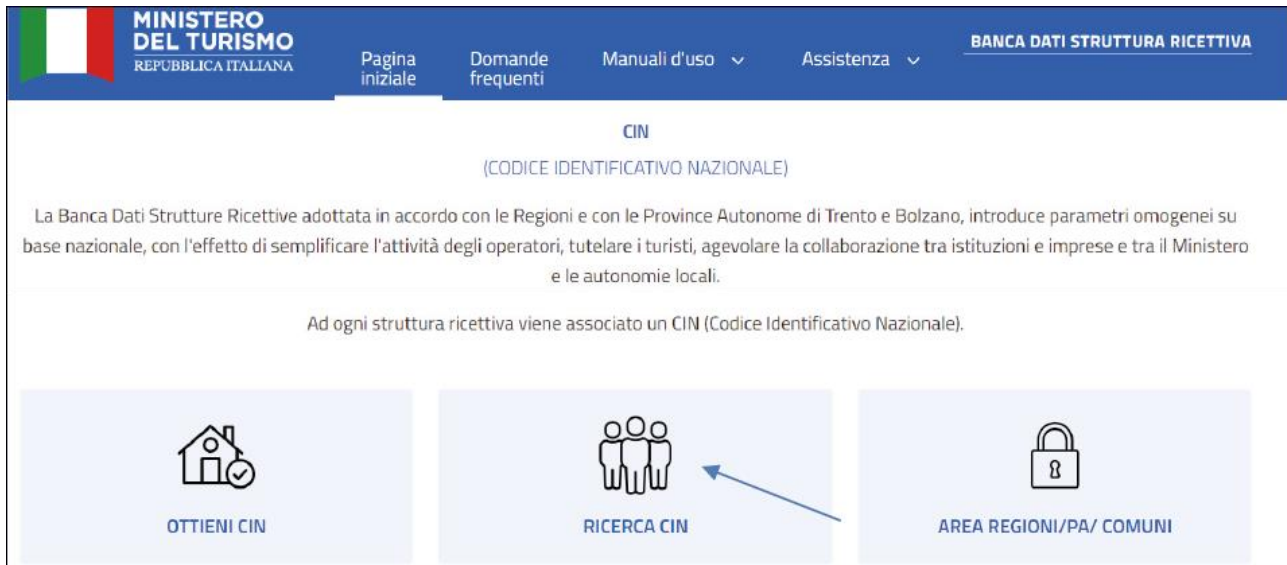 MINISTERO
DEL TURISMO
REPUBBLICA ITALIANA
Pagina
iniziale
Domande
frequenti
Manuali d'uso
Assistenza
BANCA DATI STRUTTURA RICETTIVA
CIN
(CODICE IDENTIFICATIVO NAZIONALE)
La Banca Dati Strutture Ricettive adottata in accordo con le Regioni e con le Province Autonome di Trento e Bolzano, introduce parametri omogenei su
base nazionale, con l'effetto di semplificare l'attività degli operatori, tutelare i turisti, agevolare la collaborazione tra istituzioni e imprese e tra il Ministero
e le autonomie locali.
Ad ogni struttura ricettiva viene associato un CIN (Codice Identificativo Nazionale).
OTTIENI CIN
RICERCA CIN
AREA REGIONI/PA/ COMUNI